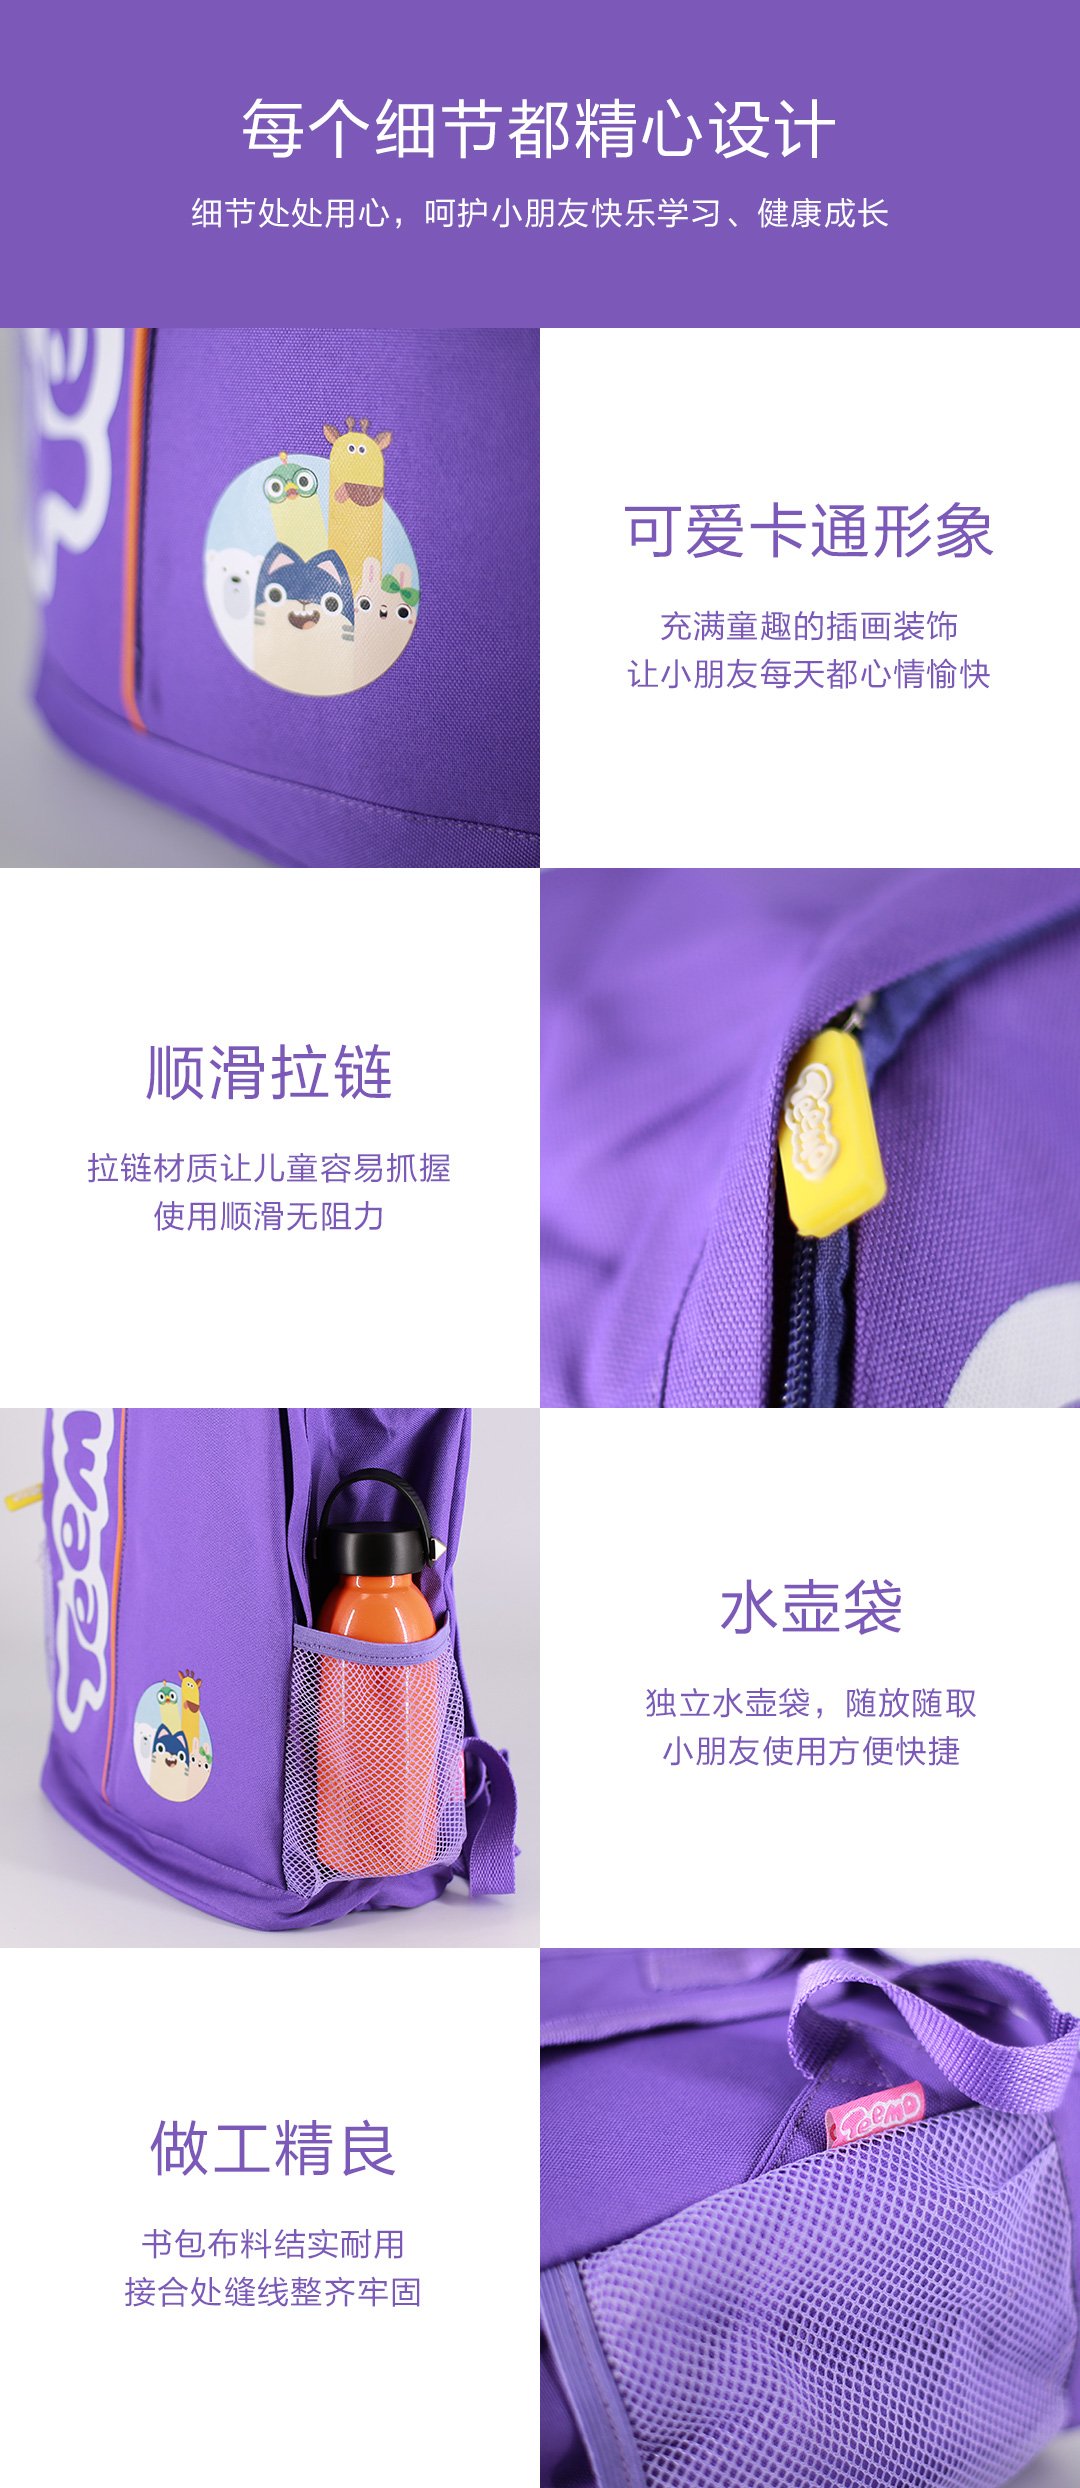 每个细节都精心设计
细节处处用心，呵护小朋友快乐学习、健康成长
可爱卡通形象
充满童趣的插画装饰
让小朋友每天都心情愉快
顺滑拉链
拉链材质让儿童容易抓握
使用顺滑无阻力
Teemo
水壶袋
独立水壶袋，随放随取
小朋友使用方便快捷
做工精良
书包布料结实耐用
接合处缝线整齐牢固
Teemo